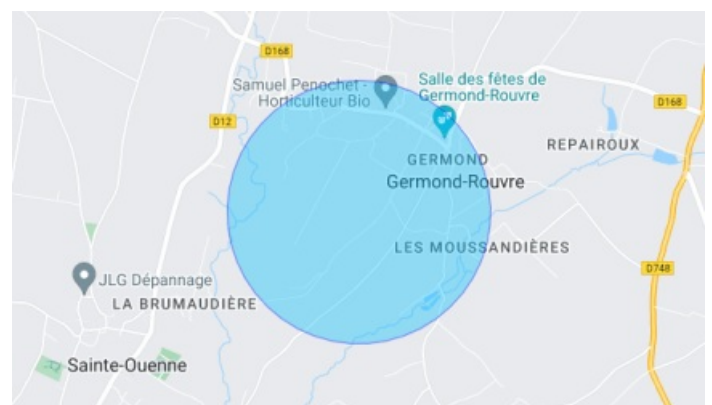 D168
Samuel Penochet -
Horticulteur Bio
Salle des fêtes de
Germond-Rouvre
D168
D12
REPAIROUX
GERMOND
Germond-Rouvre
LES MOUSSANDIÈRES
D748
JLG Dépannage
LA BRUMAUDIÈRE
Sainte-Ouenne